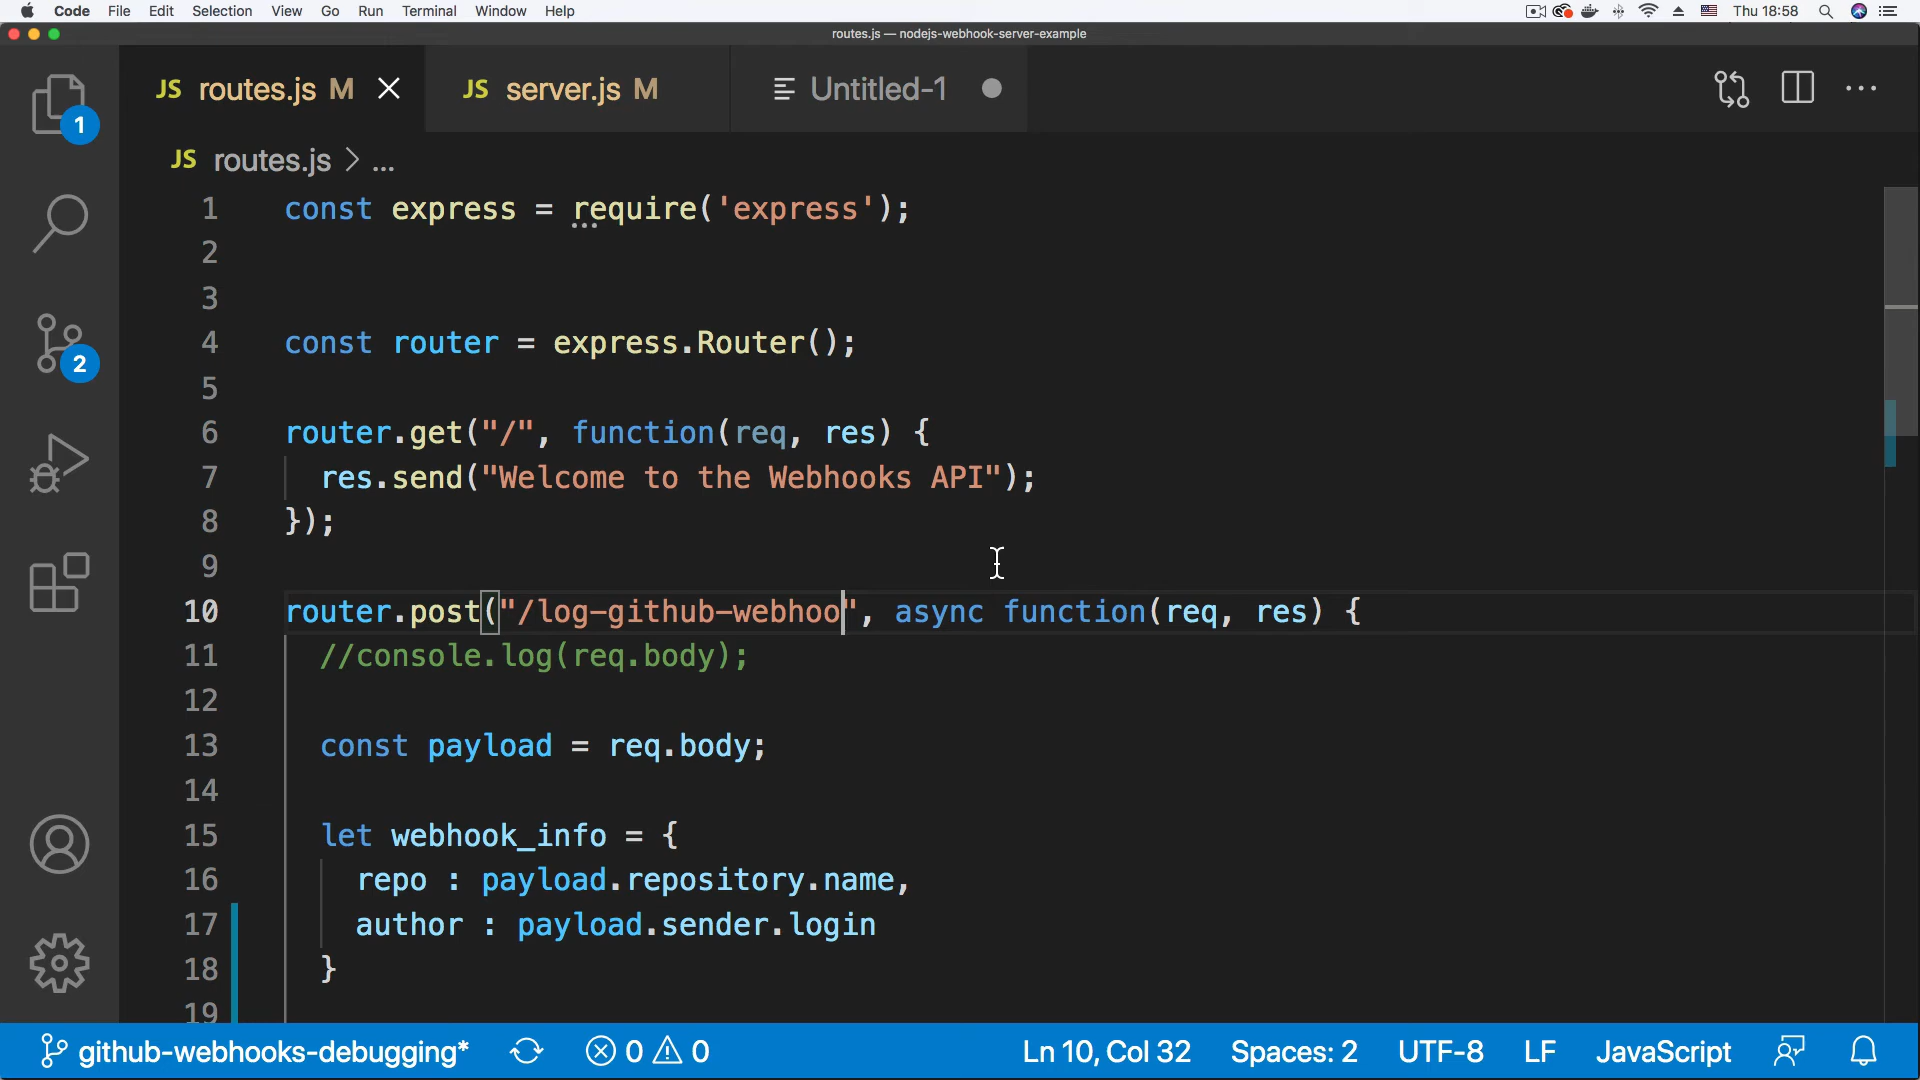 Code File Edit Selection View Go Run Terminal Window Help Thu 18:58
routes.js — nodejs-webhook-server-example
JS routes.js M JS server.js M Untitled-1
1
JS routes.js > ...
1 const express = require('express');
2
3
4 const router = express.Router();
5
6 router.get("/", function(req, res) {
7 res.send("Welcome to the Webhooks API");
8 });
9
10 router.post("/log-github-webhoo", async function(req, res) {
11 //console.log(req.body);
12
13 const payload = req.body;
14
15 let webhook_info = {
16 repo : payload.repository.name,
17 author : payload.sender.login
18 }
19
2
github-webhooks-debugging* 0 0 Ln 10, Col 32 Spaces: 2 UTF-8 LF JavaScript